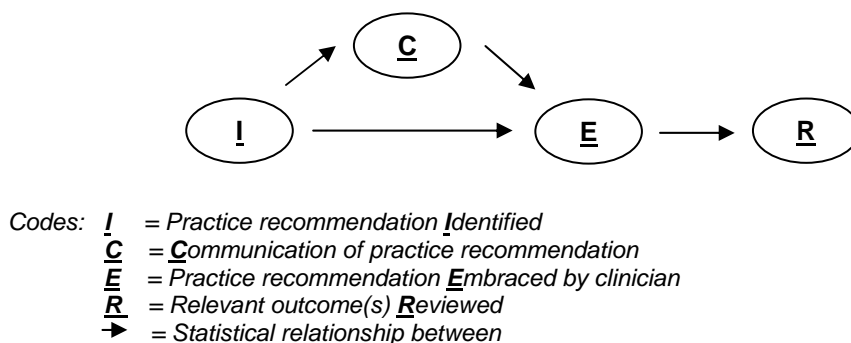 C
I
E
R
Codes: I = Practice recommendation Identified
C = Communication of practice recommendation
E = Practice recommendation Embraced by clinician
R = Relevant outcome(s) Reviewed
→ = Statistical relationship between